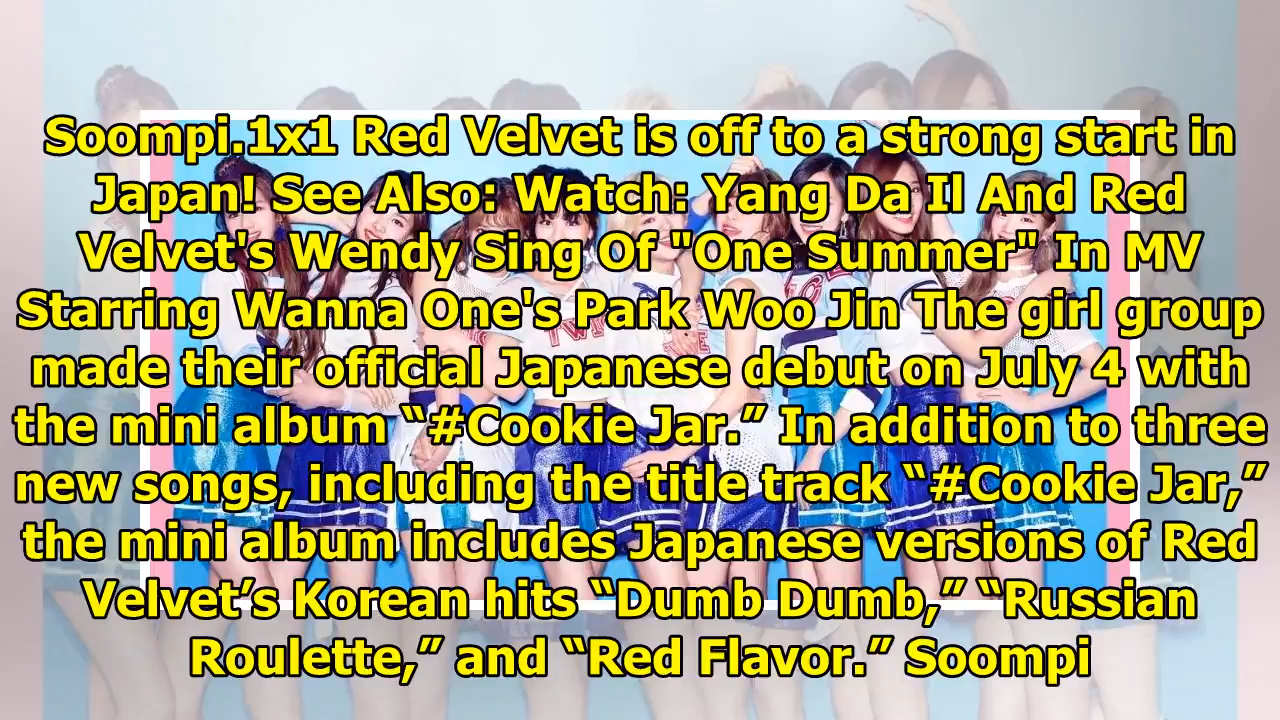 Soompi.1x1 Red Velvet is off to a strong start in
Japan! See Also: Watch: Yang Da Il And Red
Velvet's Wendy Sing Of "One Summer" In MV
Starring Wanna One's Park Woo Jin The girl group
made their official Japanese debut on July 4 with
the mini album “#Cookie Jar.” In addition to three
new songs, including the title track “#Cookie Jar,”
the mini album includes Japanese versions of Red
Velvet’s Korean hits “Dumb Dumb,” “Russian
Roulette,” and “Red Flavor.” Soompi